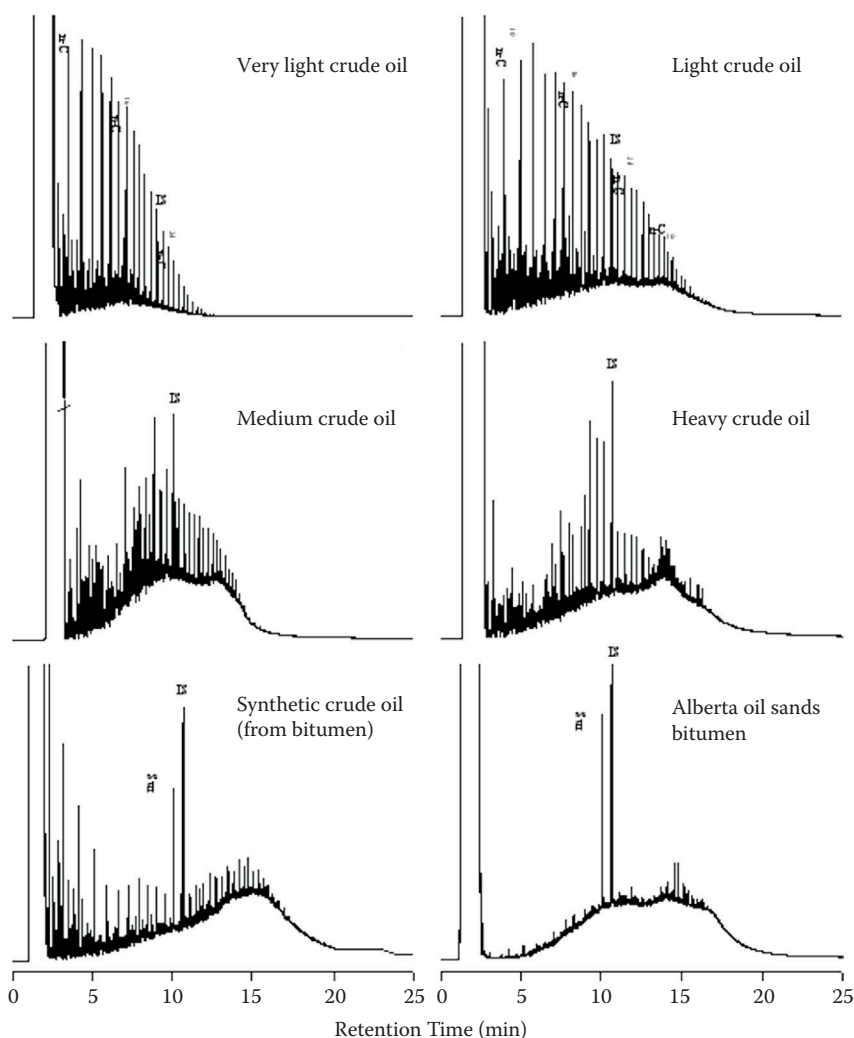 Very light crude oil
n-C
n-C
IS
n-C
Light crude oil
n-C
n-C
IS
n-C
n-C
Medium crude oil
IS
Heavy crude oil
IS
Synthetic crude oil
(from bitumen)
IS
Alberta oil sands
bitumen
IS
0 5 10 15 20 25
0 5 10 15 20 25
Retention Time (min)